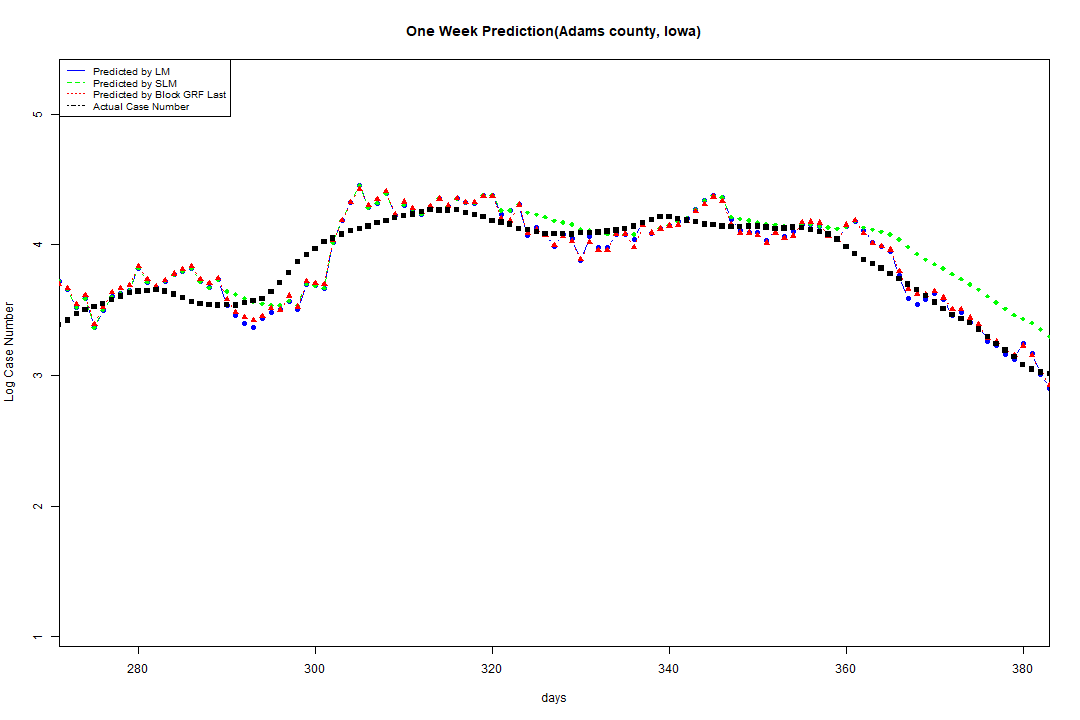 One Week Prediction(Adams county, Iowa)
Predicted by LM
Predicted by SLM
Predicted by Block GRF Last
Actual Case Number
5
4
3
2
1
Log Case Number
280 300 320 340 360 380
days